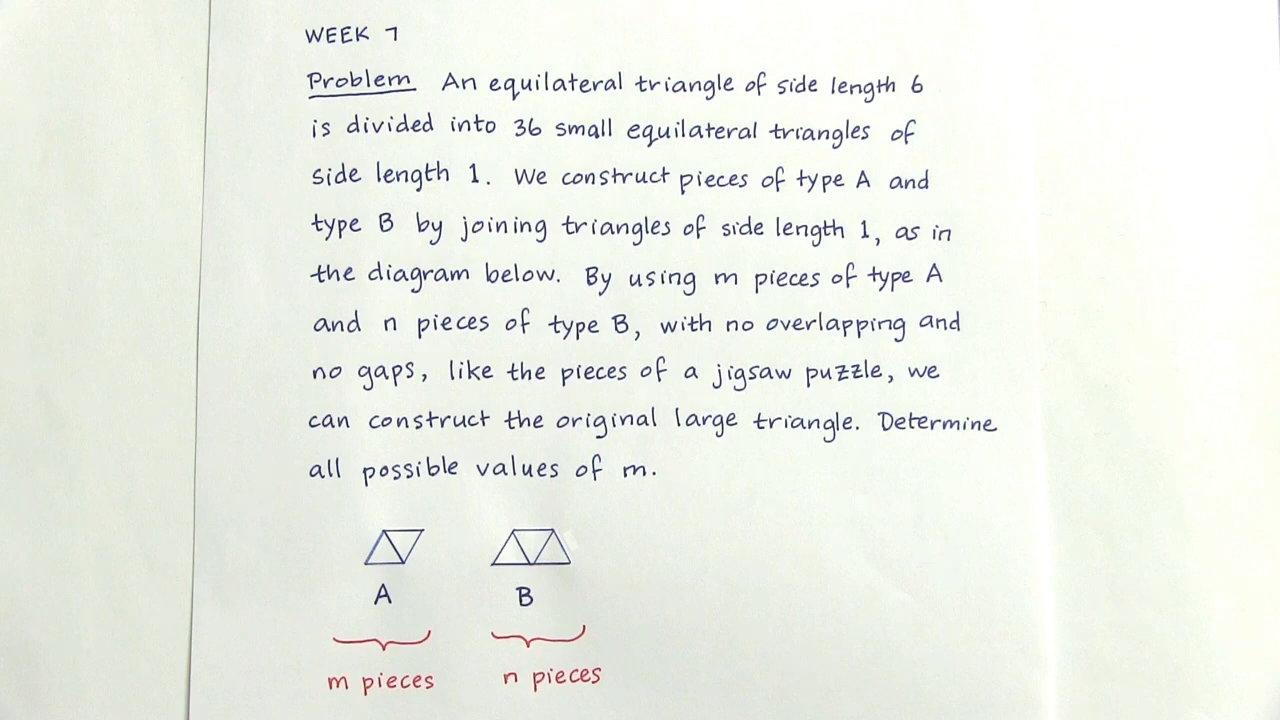 WEEK 7
Problem An equilateral triangle of side length 6
is divided into 36 small equilateral triangles of
side length 1. We construct pieces of type A and
type B by joining triangles of side length 1, as in
the diagram below. By using m pieces of type A
and n pieces of type B, with no overlapping and
no gaps, like the pieces of a jigsaw puzzle, we
can construct the original large triangle. Determine
all possible values of m.
A B
m pieces n pieces